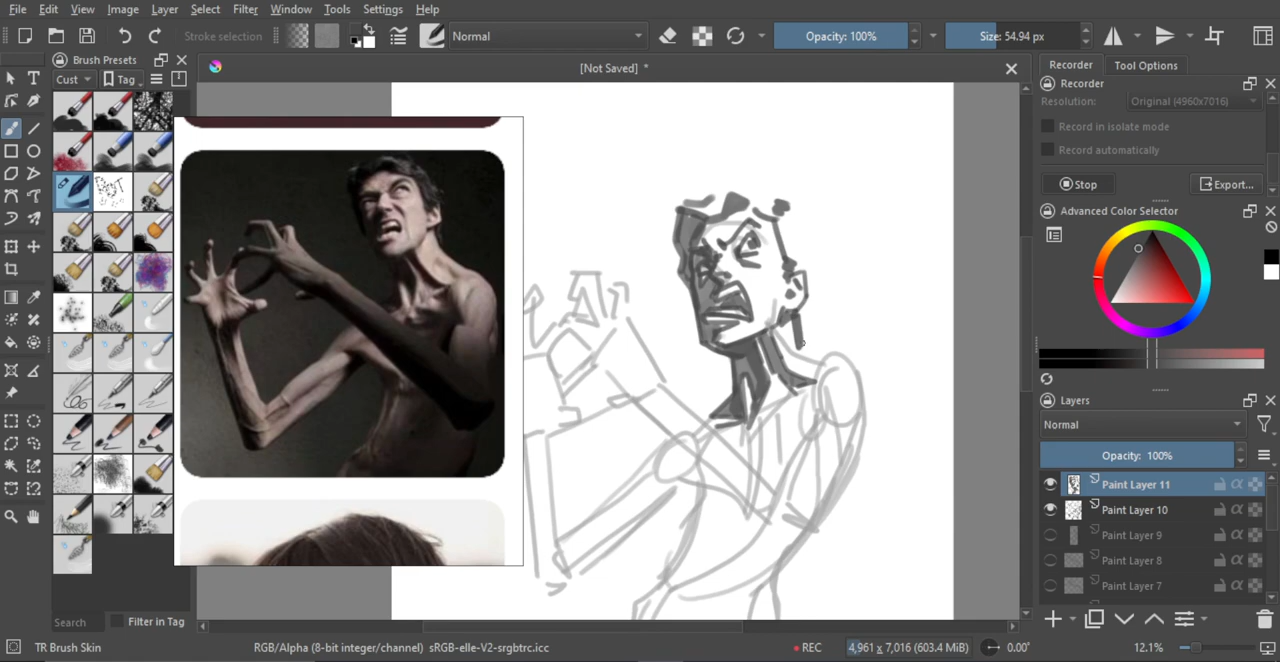 File Edit View Image Layer Select Filter Tools Settings Window Help
Stroke selection Normal Opacity: 100% Size: 54.94 px
Brush Presets
Cust Tag
[Not Saved] *
Recorder Tool Options
Recorder
Resolution: Original (4960x7016)
Record in isolate mode
Record automatically
Stop Export...
Advanced Color Selector
Layers
Normal
Opacity: 100%
Paint Layer 11
Paint Layer 10
Paint Layer 9
Paint Layer 8
Paint Layer 7
Search Filter in Tag
TR Brush Skin RGB/Alpha (8-bit integer/channel) sRGB-elle-V2-srgbtrc.icc REC 4,961 x 7,016 (603.4 MiB) 0.00° 12.1%